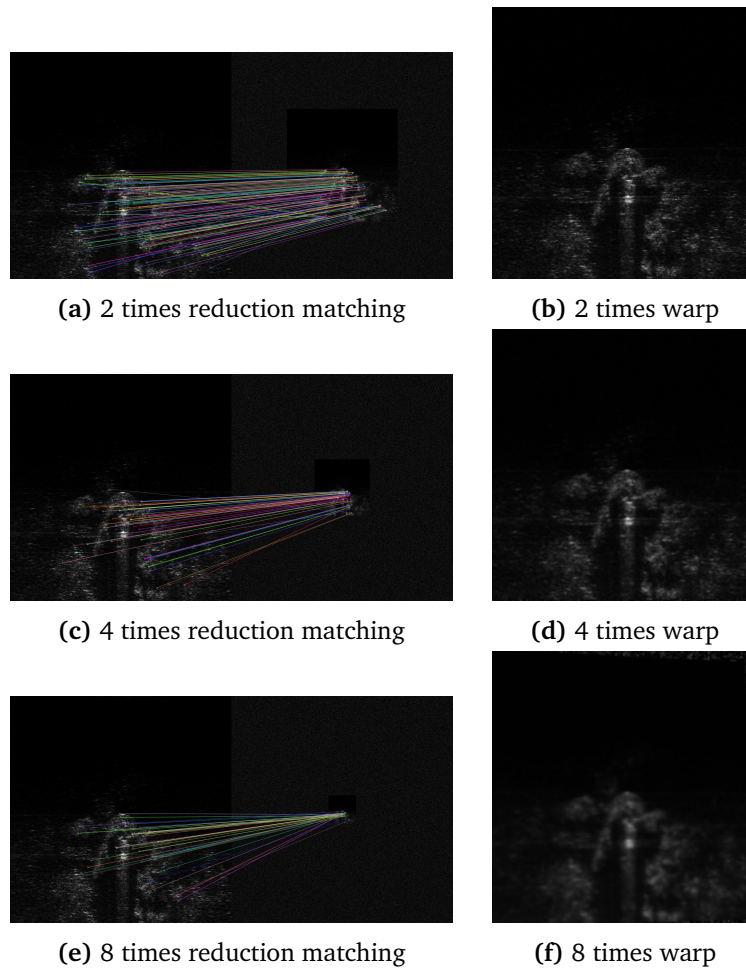 (a) 2 times reduction matching
(b) 2 times warp
(c) 4 times reduction matching
(d) 4 times warp
(e) 8 times reduction matching
(f) 8 times warp